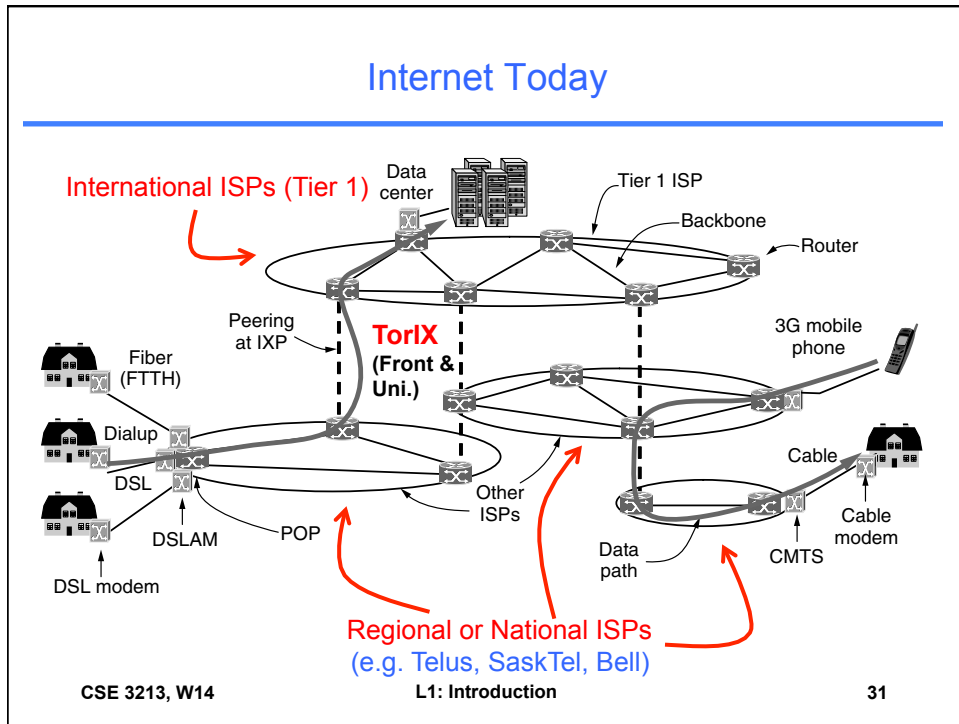 Internet Today
International ISPs (Tier 1)
Data
center
Tier 1 ISP
Backbone
Router
Peering
at IXP
TorIX
(Front &
Uni.)
3G mobile
phone
Fiber
(FTTH)
Dialup
DSL
DSLAM
POP
DSL modem
Other
ISPs
Data
path
Cable
CMTS
Cable
modem
Regional or National ISPs
(e.g. Telus, SaskTel, Bell)
CSE 3213, W14
L1: Introduction
31